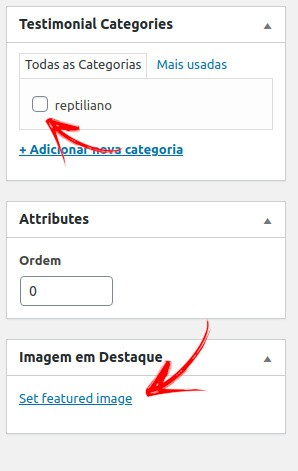 Testimonial Categories
Todas as Categorias
Mais usadas
reptiliano
+ Adicionar nova categoria
Attributes
Ordem
0
Imagem em Destaque
Set featured image